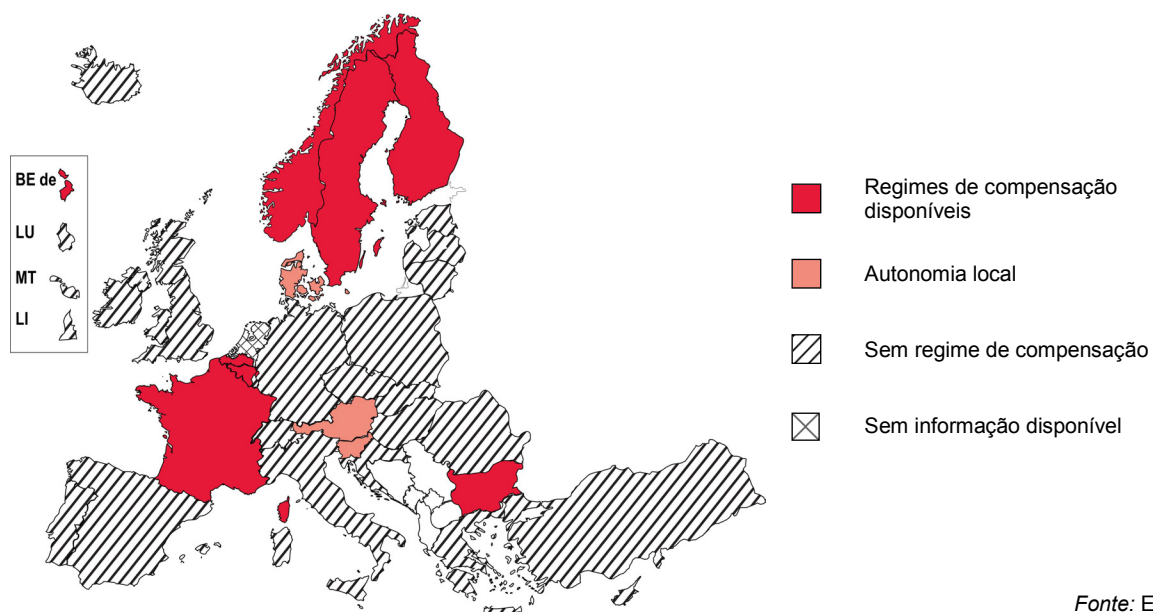 BE de
LU
MT
LI
Regimes de compensação
disponíveis
Autonomia local
Sem regime de compensação
Sem informação disponível
Fonte: E